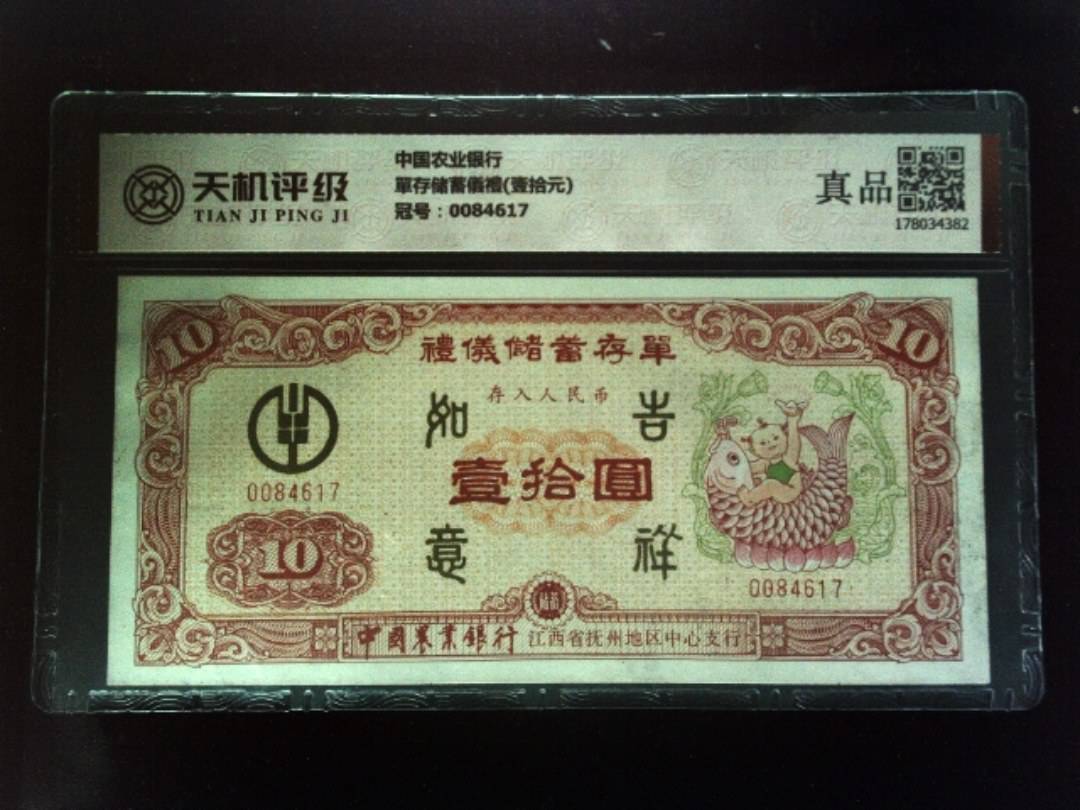 天机评级
TIAN JI PING JI
中国农业银行
單存储蓄儀禮(壹拾元)
冠号：0084617
真品
178034382
10
10
禮儀儲蓄存單
存入人民币
如
吉
壹拾圓
意
祥
0084617
10
0084617
中國農業銀行 江西省抚州地区中心支行